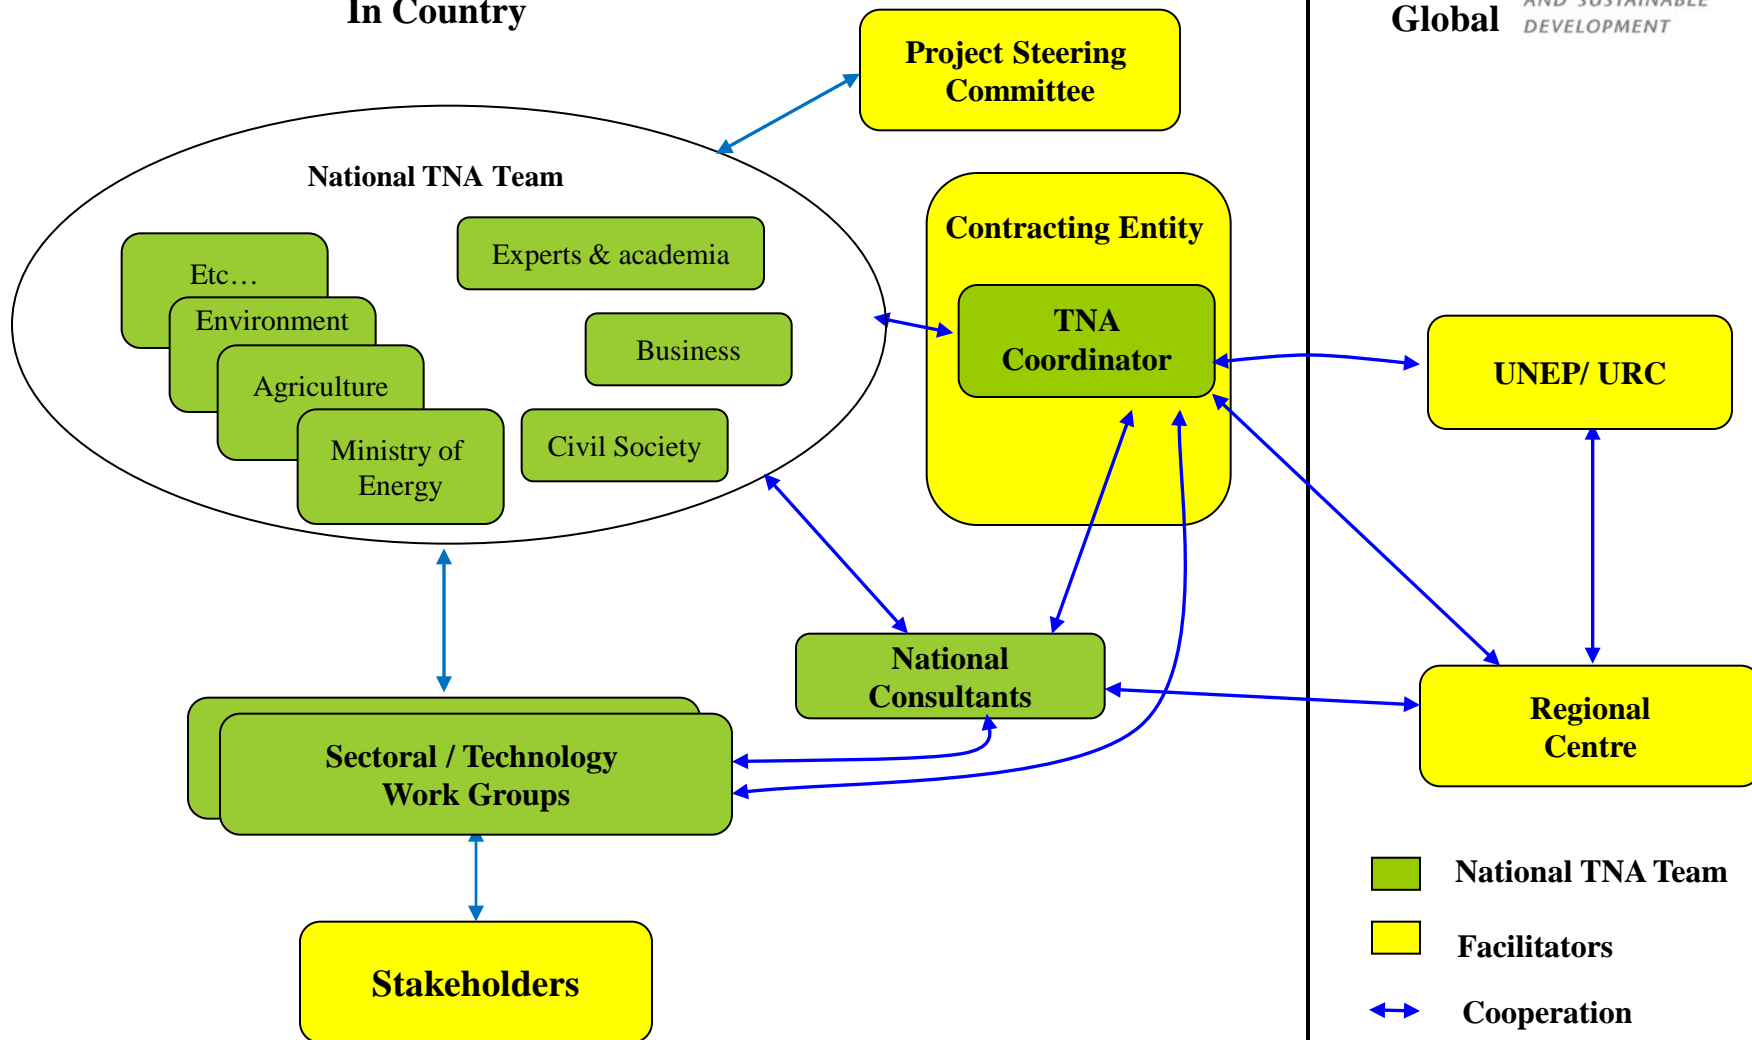 In Country
Global
AND SUSTAINABLE
DEVELOPMENT
Project Steering
Committee
National TNA Team
Etc…
Environment
Agriculture
Ministry of
Energy
Experts & academia
Business
Civil Society
Contracting Entity
TNA
Coordinator
UNEP/ URC
National
Consultants
Regional
Centre
Sectoral / Technology
Work Groups
Stakeholders
National TNA Team
Facilitators
Cooperation